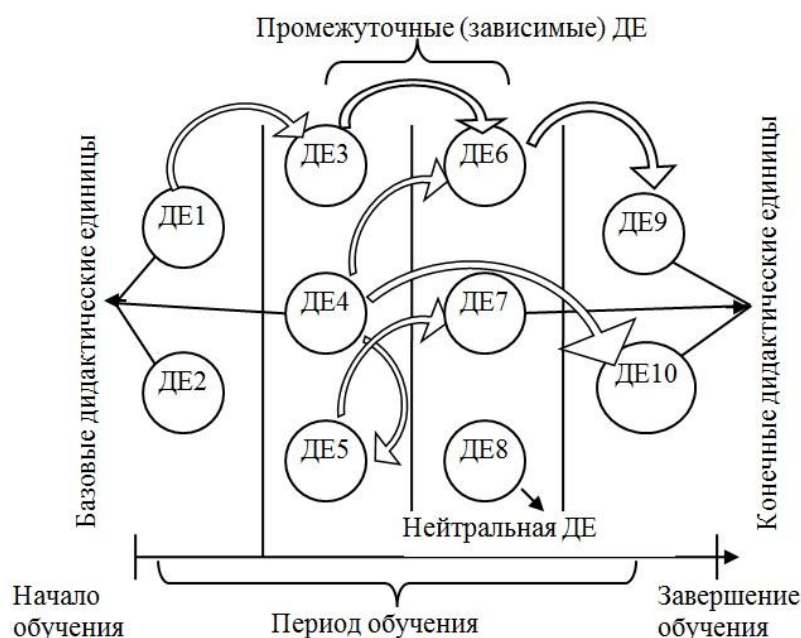 Промежуточные (зависимые) ДЕ
ДЕ3
ДЕ6
ДЕ1
ДЕ9
ДЕ4
ДЕ7
ДЕ2
ДЕ10
ДЕ5
ДЕ8
Базовые дидактические единицы
Конечные дидактические единицы
Нейтральная ДЕ
Начало
обучения
Период обучения
Завершение
обучения